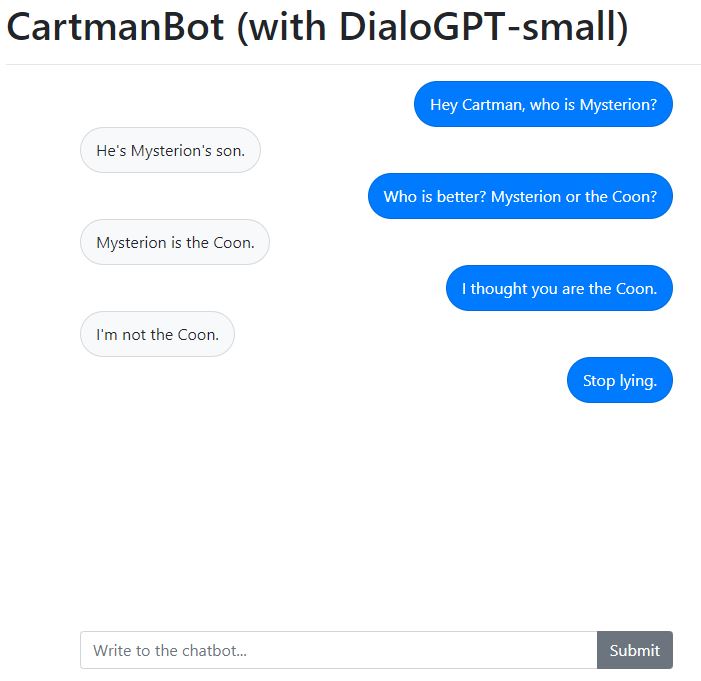 CartmanBot (with DialoGPT-small)
Hey Cartman, who is Mysterion?
He's Mysterion's son.
Who is better? Mysterion or the Coon?
Mysterion is the Coon.
I thought you are the Coon.
I'm not the Coon.
Stop lying.
Write to the chatbot...
Submit